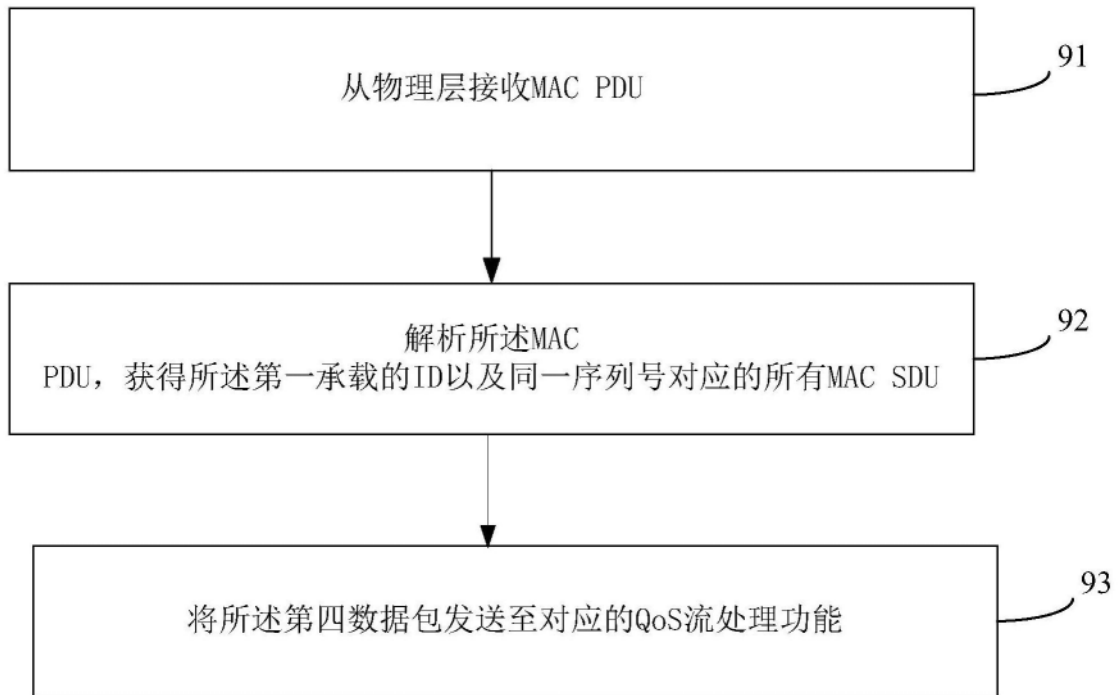 从物理层接收MAC PDU
91
解析所述MAC
PDU，获得所述第一承载的ID以及同一序列号对应的所有MAC SDU
92
将所述第四数据包发送至对应的QoS流处理功能
93